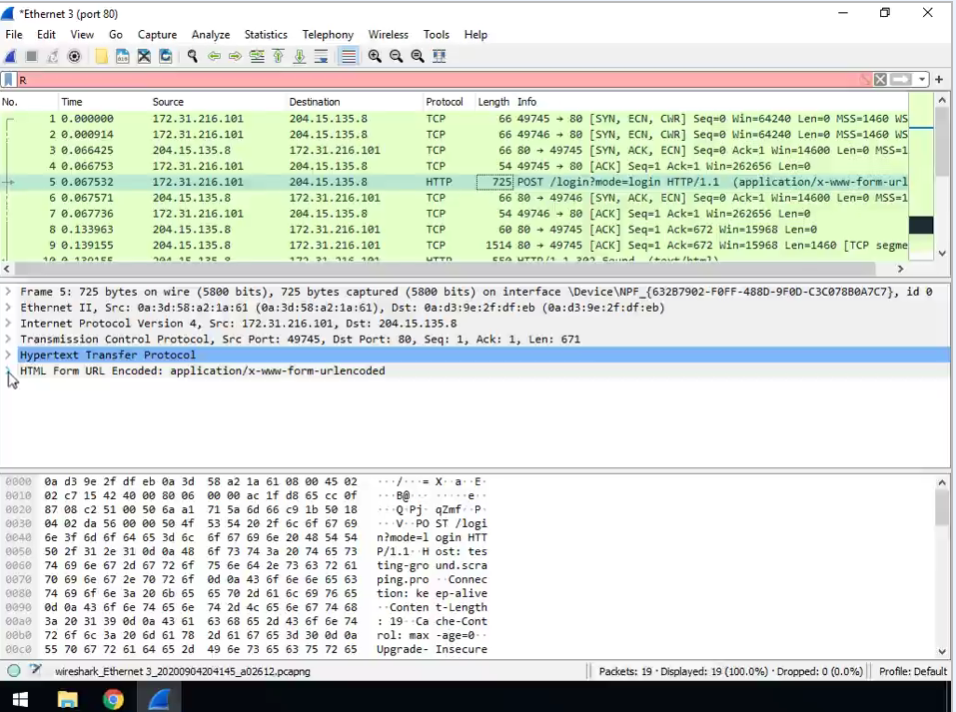 *Ethernet 3 (port 80)
File Edit View Go Capture Analyze Statistics Telephony Wireless Tools Help
R
No. Time Source Destination Protocol Length Info
1 0.000000 172.31.216.101 204.15.135.8 TCP 66 49745 → 80 [SYN, ECN, CWR] Seq=0 Win=64240 Len=0 MSS=1460 WS
2 0.000914 172.31.216.101 204.15.135.8 TCP 66 49746 → 80 [SYN, ECN, CWR] Seq=0 Win=64240 Len=0 MSS=1460 WS
3 0.066425 204.15.135.8 172.31.216.101 TCP 66 80 → 49745 [SYN, ACK, ECN] Seq=0 Ack=1 Win=14600 Len=0 MSS=1
4 0.066753 172.31.216.101 204.15.135.8 TCP 54 49745 → 80 [ACK] Seq=1 Ack=1 Win=262656 Len=0
5 0.067532 172.31.216.101 204.15.135.8 HTTP 725 POST /login?mode=login HTTP/1.1 (application/x-www-form-url
6 0.067571 204.15.135.8 172.31.216.101 TCP 66 80 → 49746 [SYN, ACK, ECN] Seq=0 Ack=1 Win=14600 Len=0 MSS=1
7 0.067736 172.31.216.101 204.15.135.8 TCP 54 49746 → 80 [ACK] Seq=1 Ack=1 Win=262656 Len=0
8 0.133963 204.15.135.8 172.31.216.101 TCP 60 80 → 49745 [ACK] Seq=1 Ack=672 Win=15968 Len=0
9 0.139155 204.15.135.8 172.31.216.101 TCP 1514 80 → 49745 [ACK] Seq=1 Ack=672 Win=15968 Len=1460 [TCP segme
10 0.139155 204.15.135.8 172.31.216.101 HTTP 550 HTTP/1.1 302 Found (text/html)
Frame 5: 725 bytes on wire (5800 bits), 725 bytes captured (5800 bits) on interface \Device\NPF_{632B7902-F0FF-488D-9F0D-C3C078B0A7C7}, id 0
Ethernet II, Src: 0a:3d:58:a2:1a:61 (0a:3d:58:a2:1a:61), Dst: 0a:d3:9e:2f:df:eb (0a:d3:9e:2f:df:eb)
Internet Protocol Version 4, Src: 172.31.216.101, Dst: 204.15.135.8
Transmission Control Protocol, Src Port: 49745, Dst Port: 80, Seq: 1, Ack: 1, Len: 671
Hypertext Transfer Protocol
HTML Form URL Encoded: application/x-www-form-urlencoded
0000 0a d3 9e 2f df eb 0a 3d 58 a2 1a 61 08 00 45 02 ···/···= X··a··E·
0010 02 c7 15 42 40 00 80 06 00 00 ac 1f d8 65 cc 0f ···B@··· ·····e··
0020 87 08 c2 51 00 50 6a a1 71 5a 6d 66 c9 1b 50 18 ···Q·Pj· qZmf··P·
0030 04 02 da 56 00 00 50 4f 53 54 20 2f 6c 6f 67 69 ···V··PO ST /logi
0040 6e 3f 6d 6f 64 65 3d 6c 6f 67 69 6e 20 48 54 54 n?mode=l ogin HTT
0050 50 2f 31 2e 31 0d 0a 48 6f 73 74 3a 20 74 65 73 P/1.1··H ost: tes
0060 74 69 6e 67 2d 67 72 6f 75 6e 64 2e 73 63 72 61 ting-gro und.scra
0070 70 69 6e 67 2e 70 72 6f 0d 0a 43 6f 6e 6e 65 63 ping.pro ··Connec
0080 74 69 6f 6e 3a 20 6b 65 65 70 2d 61 6c 69 76 65 tion: ke ep-alive
0090 0d 0a 43 6f 6e 74 65 6e 74 2d 4c 65 6e 67 74 68 ··Conten t-Length
00a0 3a 20 31 39 0d 0a 43 61 63 68 65 2d 43 6f 6e 74 : 19··Ca che-Cont
00b0 72 6f 6c 3a 20 6d 61 78 2d 61 67 65 3d 30 0d 0a rol: max -age=0··
00c0 55 70 67 72 61 64 65 2d 49 6e 73 65 63 75 72 65 Upgrade- Insecure
wireshark_Ethernet 3_20200904204145_a02612.pcapng Packets: 19 · Displayed: 19 (100.0%) · Dropped: 0 (0.0%) Profile: Default